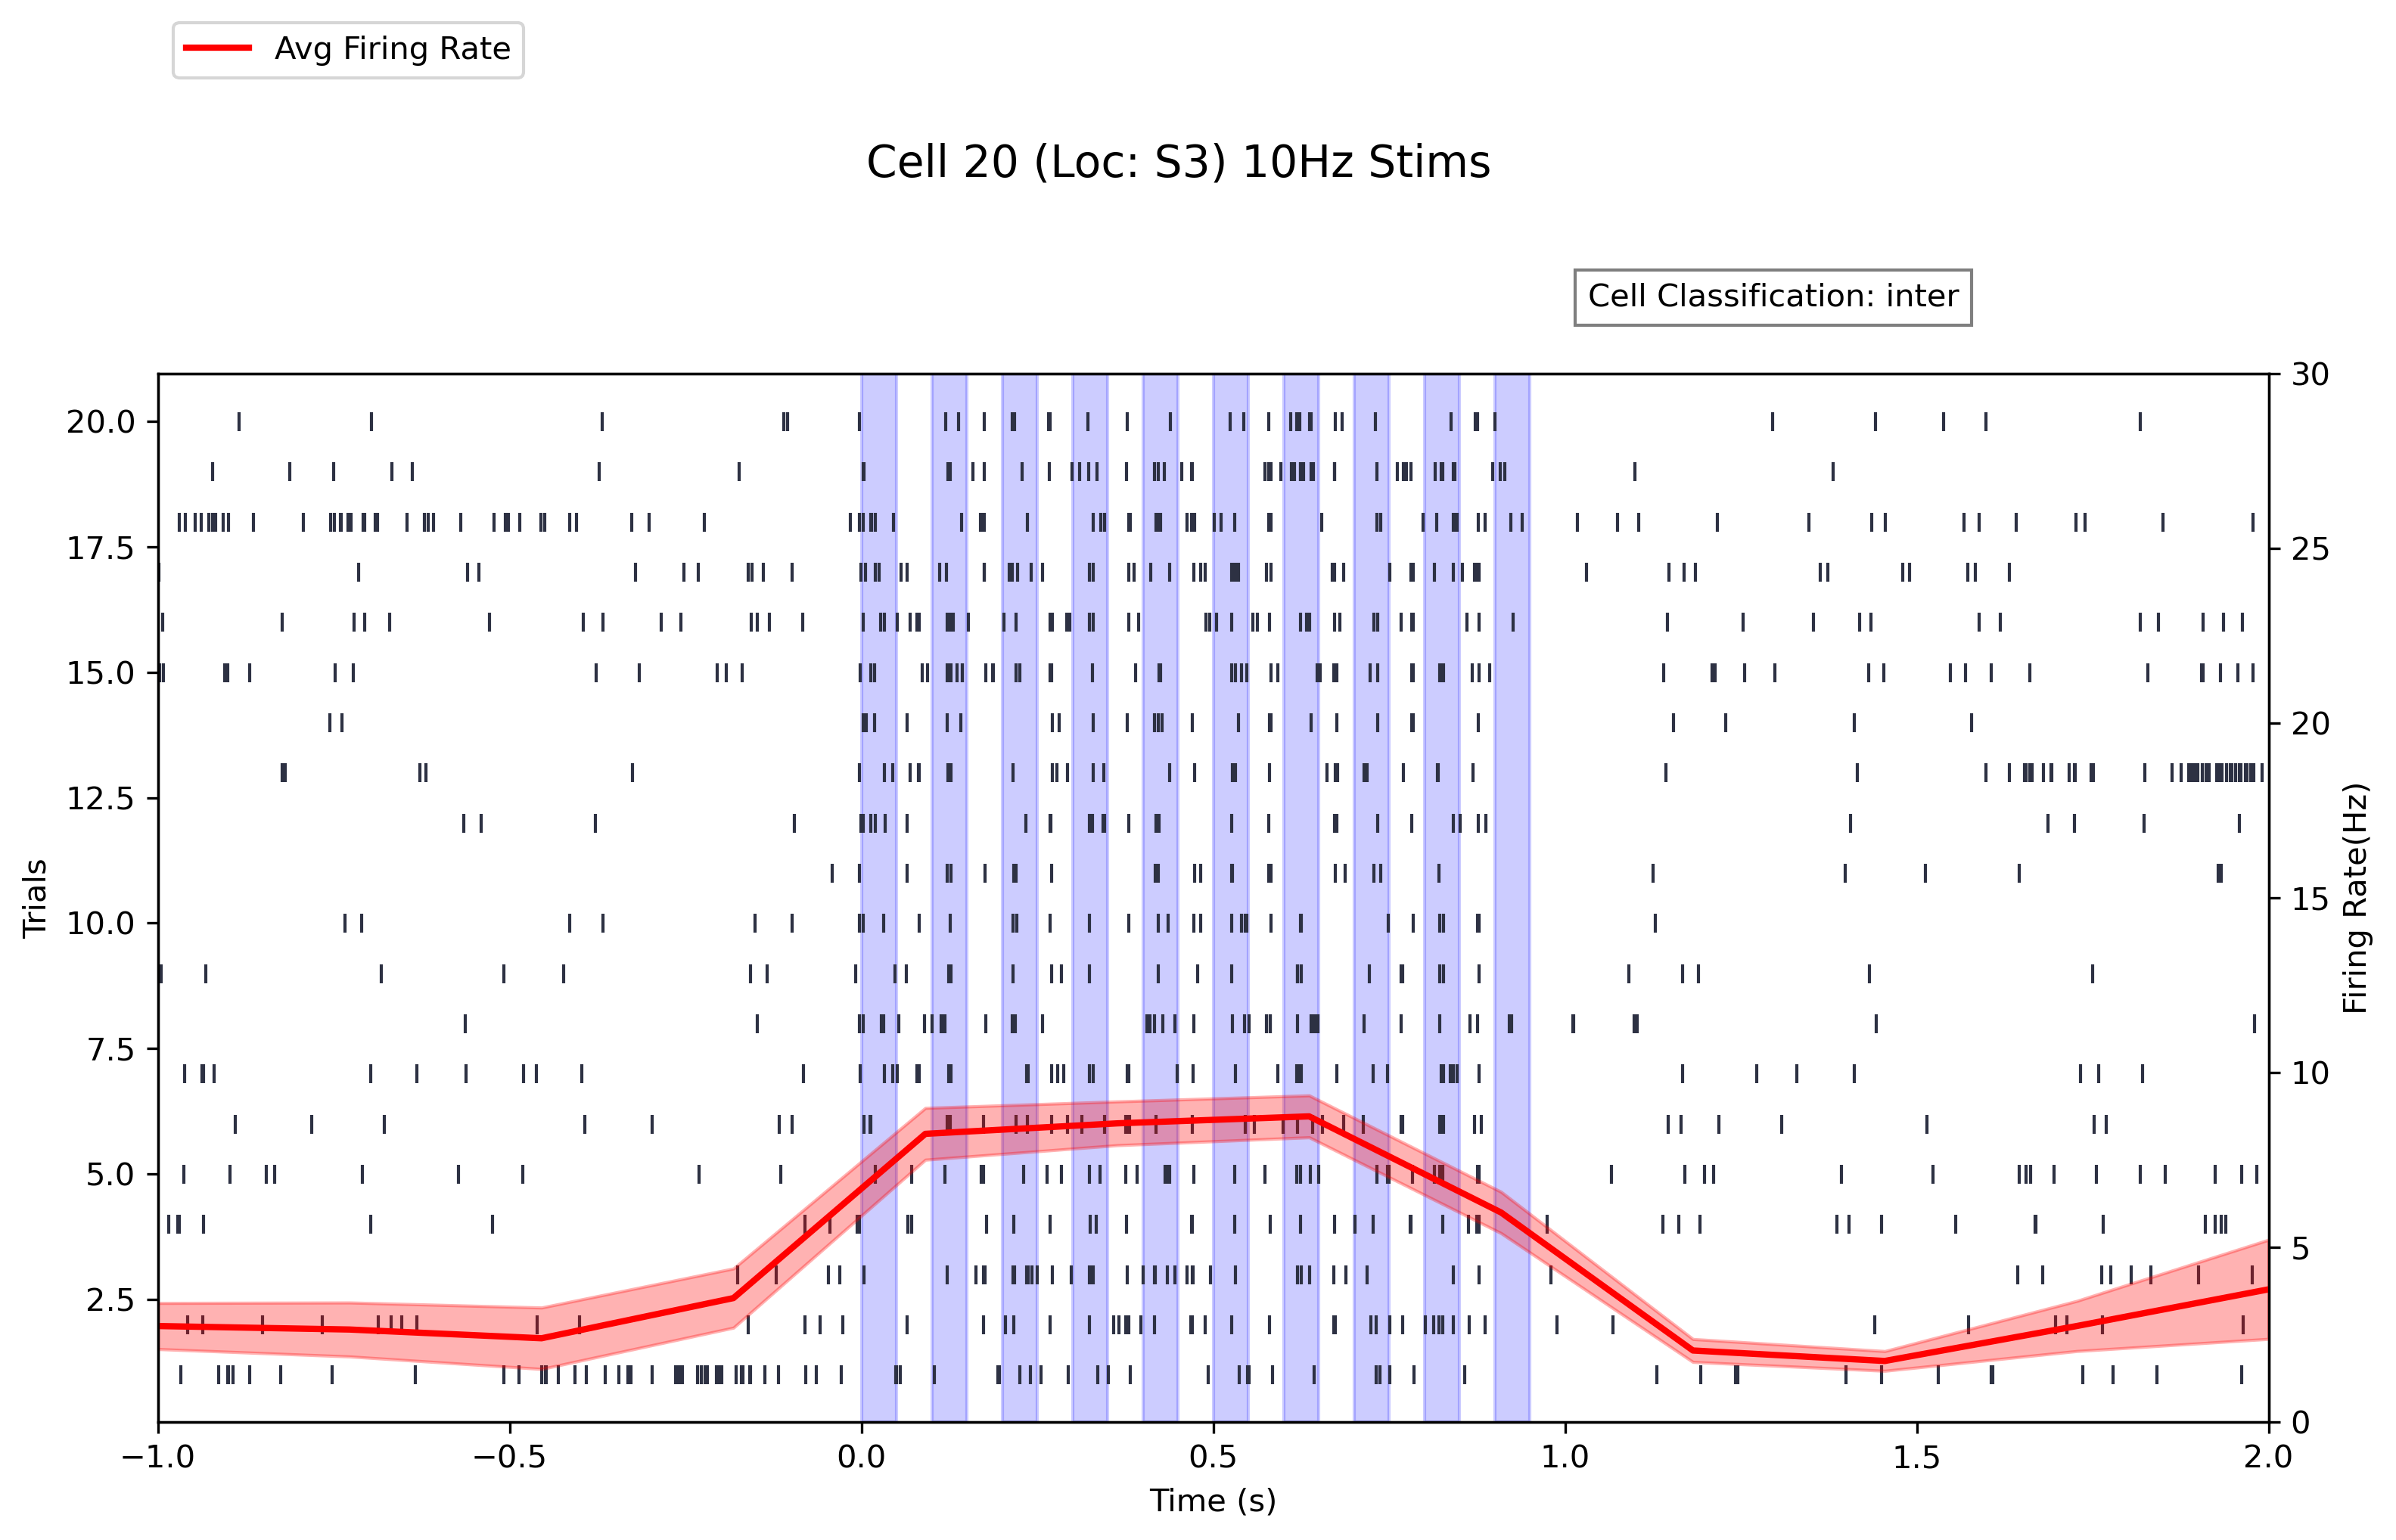 Avg Firing Rate
Cell 20 (Loc: S3) 10Hz Stims
Cell Classification: inter
20.0
17.5
15.0
12.5
10.0
7.5
5.0
2.5
Trials
30
25
20
15
10
5
0
Firing Rate(Hz)
−1.0 −0.5 0.0 0.5 1.0 1.5 2.0
Time (s)